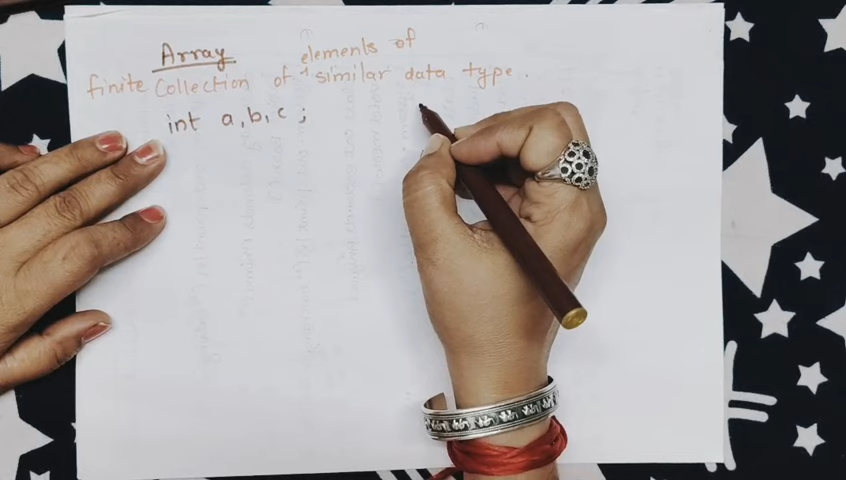 Array
finite Collection of elements of similar data type.
int a, b, c ;